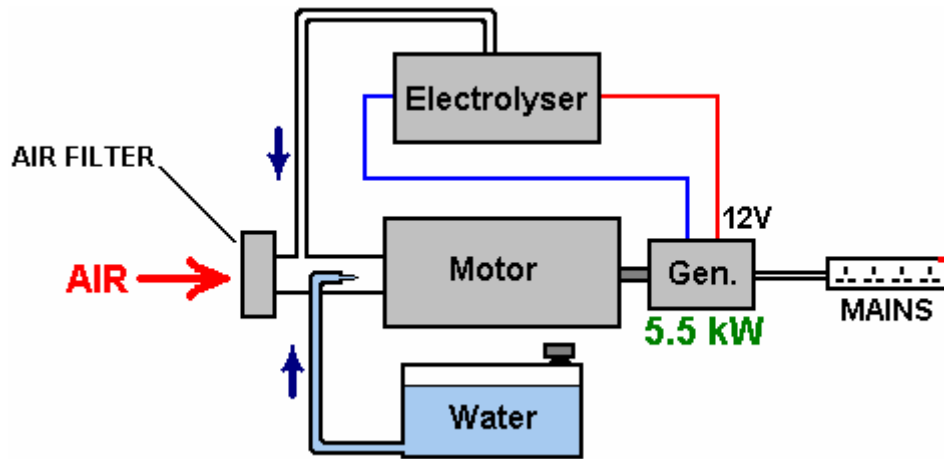 Electrolyser
AIR FILTER
12V
AIR
Motor
Gen.
MAINS
5.5 kW
Water